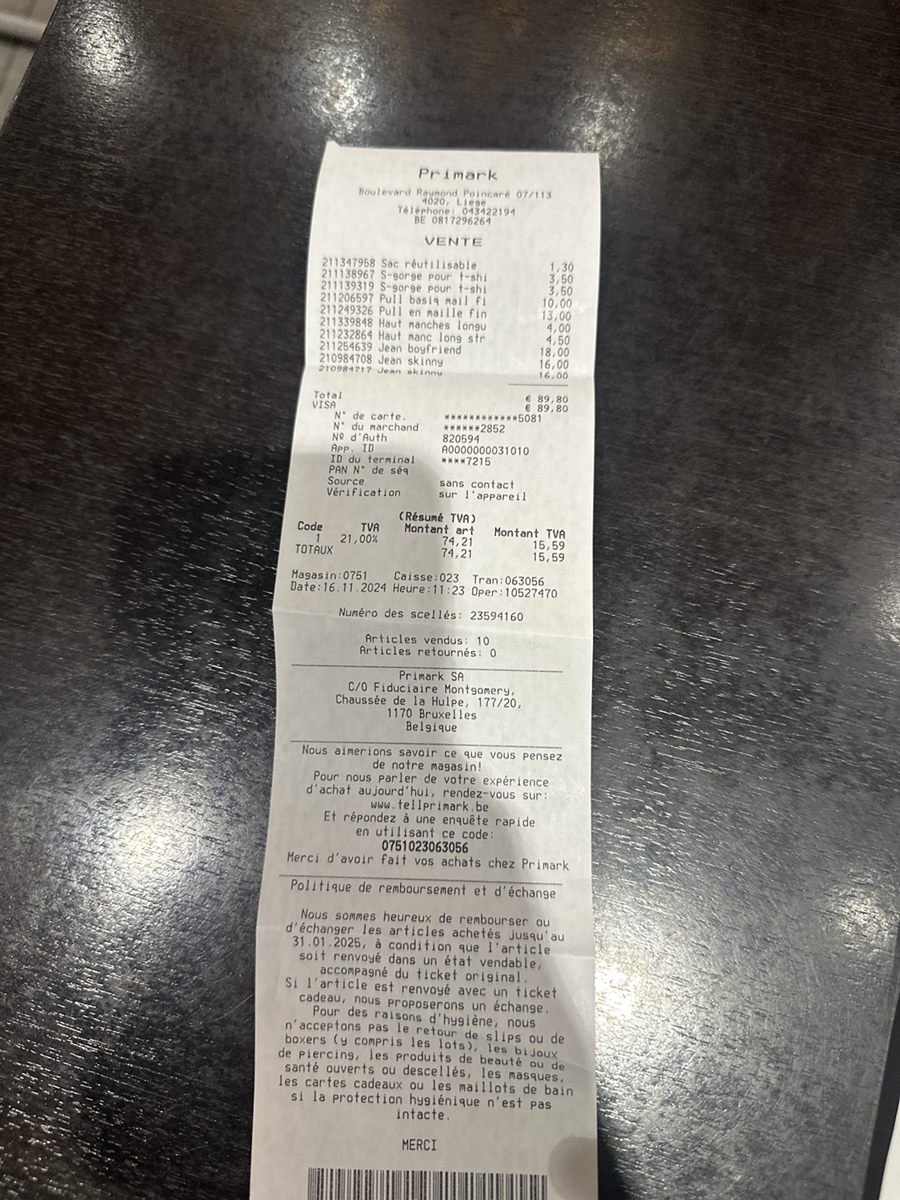 Primark
Boulevard Raymond Poincaré 07/113
4020, Liege
Téléphone: 043422194
BE 0817296264
VENTE
211347958 Sac réutilisable 1,30
211138967 S-gorge pour t-shi 3,50
211139319 S-gorge pour t-shi 3,50
211206597 Pull basiq mail fi 10,00
211249326 Pull en maille fin 13,00
211339848 Haut manches longu 4,00
211232864 Haut manc long str 4,50
211254639 Jean boyfriend 18,00
210984708 Jean skinny 16,00
210984717 Jean skinny 16,00
Total € 89,80
VISA € 89,80
N° de carte. ************5081
N° du marchand ******2852
Nº d'Auth 820594
App. ID A0000000031010
ID du terminal ****7215
PAN N° de séq
Source sans contact
Vérification sur l'appareil
(Résumé TVA)
Code TVA Montant art Montant TVA
1 21,00% 74,21 15,59
TOTAUX 74,21 15,59
Magasin:0751 Caisse:023 Tran:063056
Date:16.11.2024 Heure:11:23 Oper:10527470
Numéro des scellés: 23594160
Articles vendus: 10
Articles retournés: 0
Primark SA
C/O Fiduciaire Montgomery,
Chaussée de la Hulpe, 177/20,
1170 Bruxelles
Belgique
Nous aimerions savoir ce que vous pensez
de notre magasin!
Pour nous parler de votre expérience
d'achat aujourd'hui, rendez-vous sur:
www.tellprimark.be
Et répondez à une enquête rapide
en utilisant ce code:
0751023063056
Merci d'avoir fait vos achats chez Primark
Politique de remboursement et d'échange
Nous sommes heureux de rembourser ou
d'échanger les articles achetés jusqu'au
31.01.2025, à condition que l'article
soit renvoyé dans un état vendable,
accompagné du ticket original.
Si l'article est renvoyé avec un ticket
cadeau, nous proposerons un échange.
Pour des raisons d'hygiène, nous
n'acceptons pas le retour de slips ou de
boxers (y compris les lots), les bijoux
de piercing, les produits de beauté ou de
santé ouverts ou descellés, les masques,
les cartes cadeaux ou les maillots de bain
si la protection hygiénique n'est pas
intacte.
MERCI